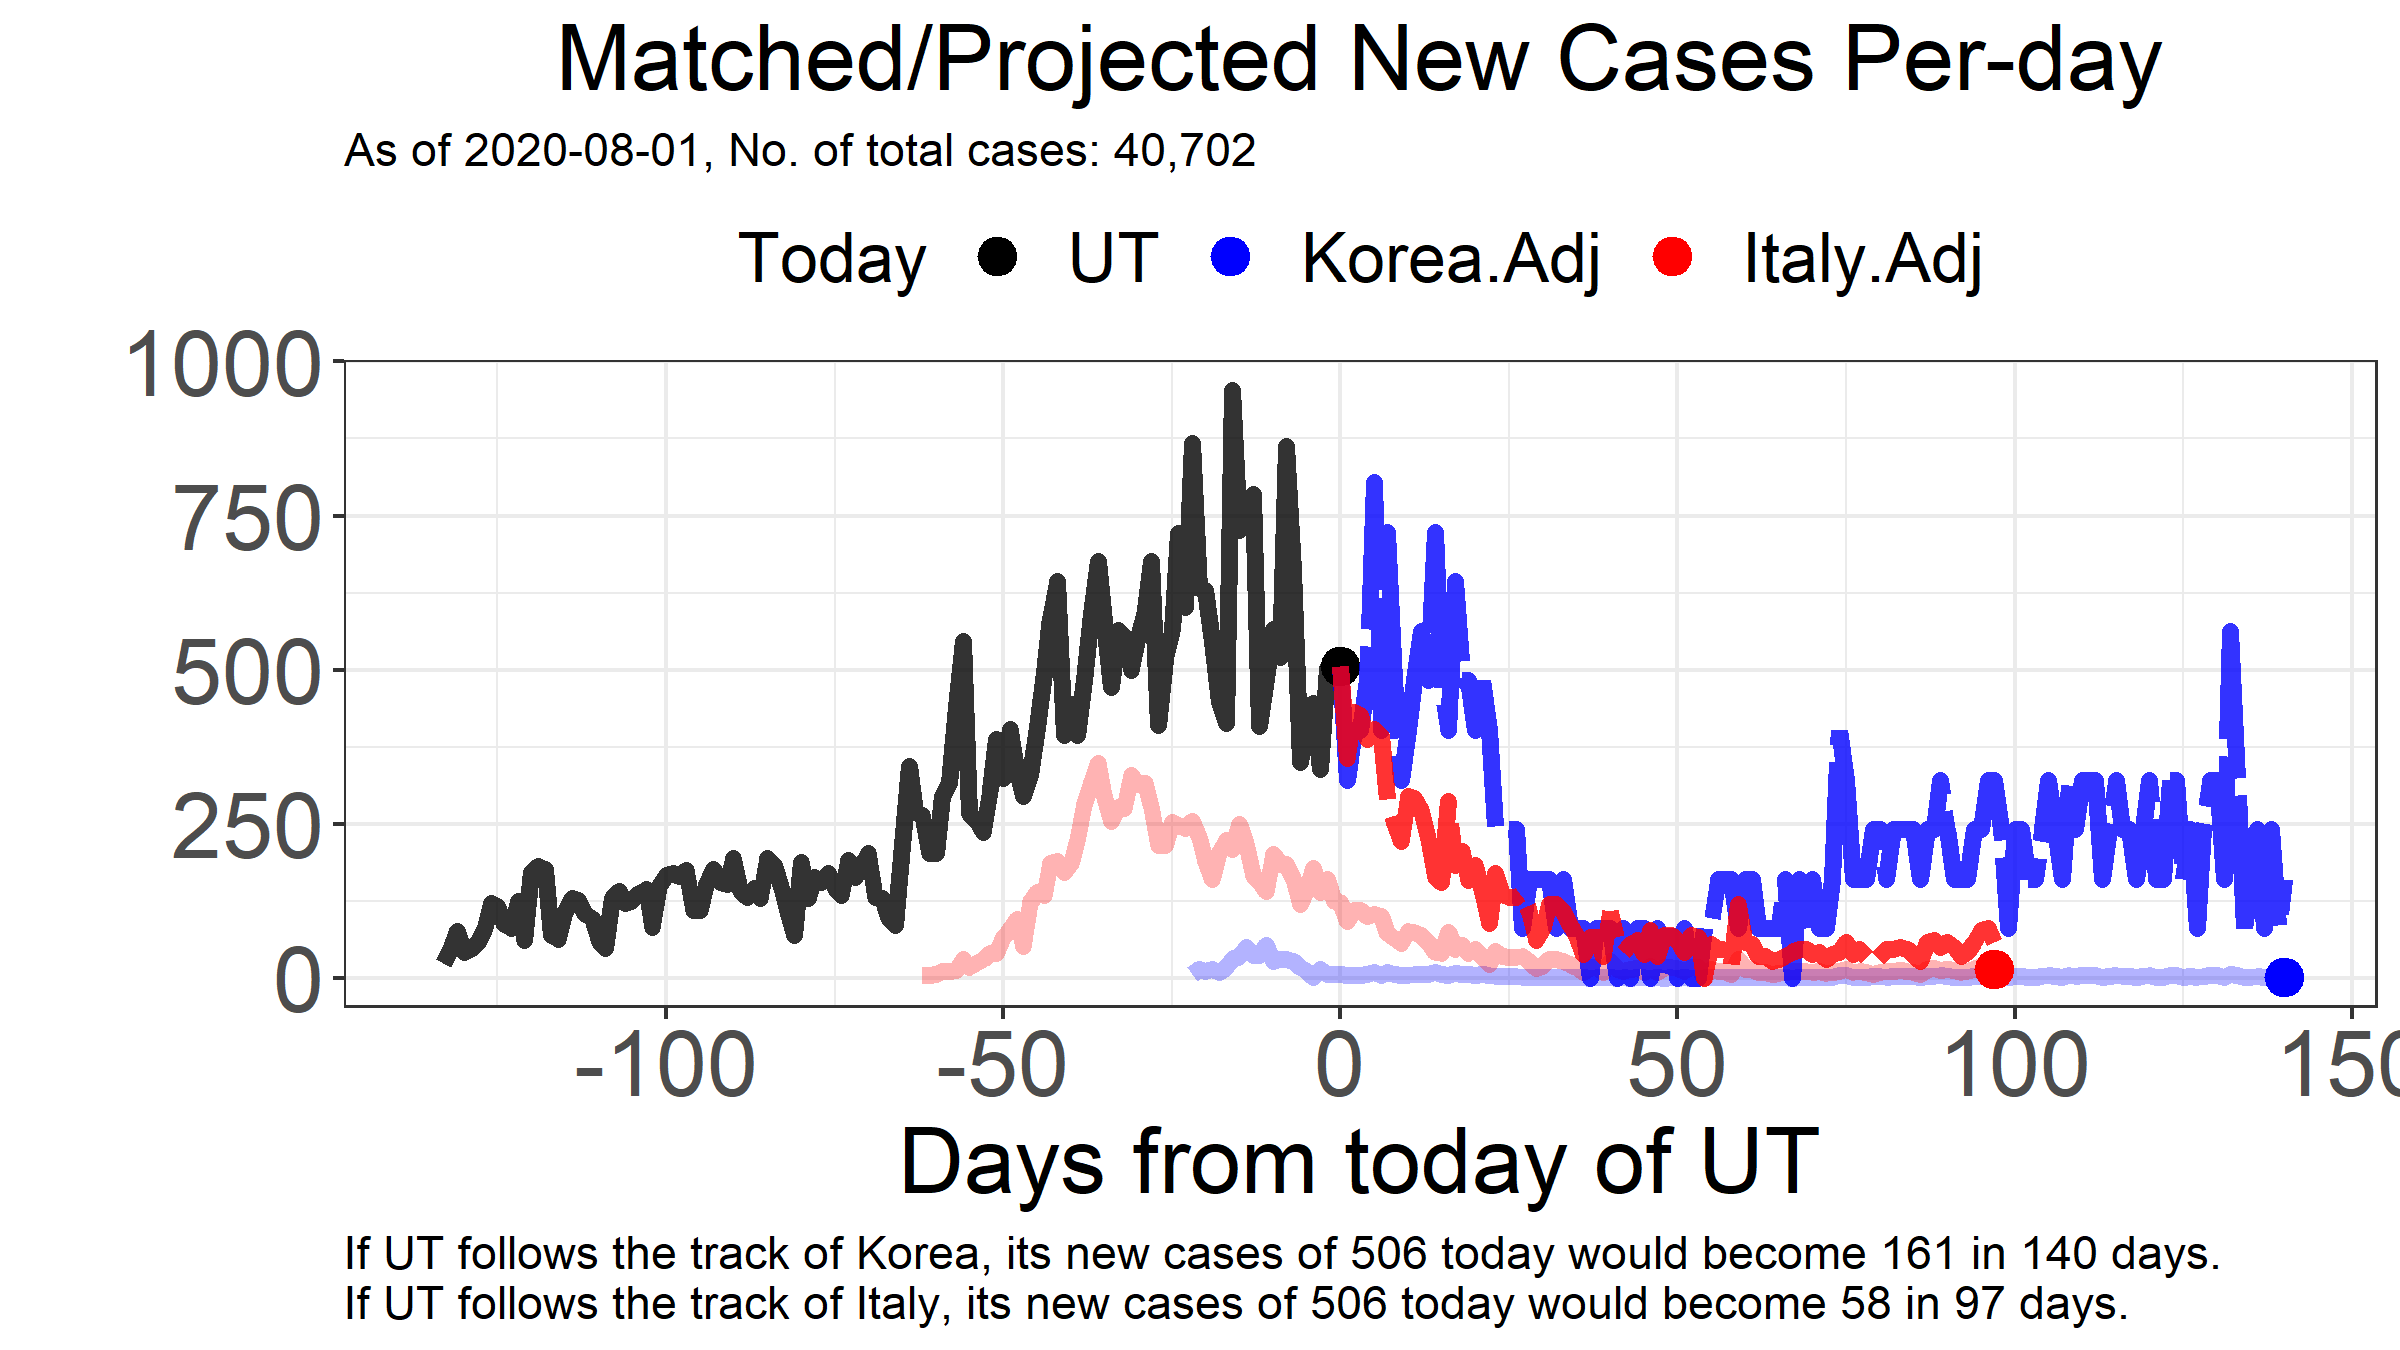 Matched/Projected New Cases Per-day
As of 2020-08-01, No. of total cases: 40,702
Today UT Korea.Adj Italy.Adj
1000
750
500
250
0
-100 -50 0 50 100 150
Days from today of UT
If UT follows the track of Korea, its new cases of 506 today would become 161 in 140 days.
If UT follows the track of Italy, its new cases of 506 today would become 58 in 97 days.